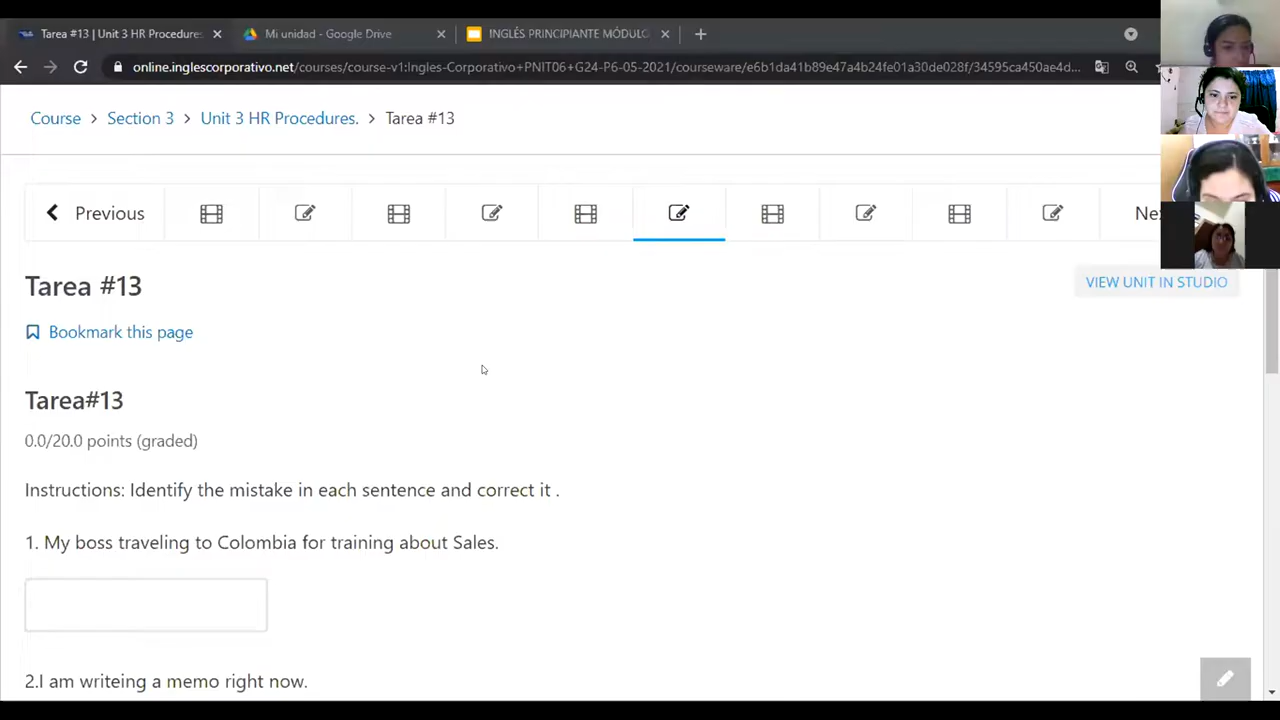 Tarea #13 | Unit 3 HR Procedures
Mi unidad - Google Drive
INGLÉS PRINCIPIANTE MÓDULO
online.inglescorporativo.net/courses/course-v1:Ingles-Corporativo+PNIT06+G24-P6-05-2021/courseware/e6b1da41b89e47a4b24fe01a30de028f/34595ca450ae4d...
Course > Section 3 > Unit 3 HR Procedures. > Tarea #13
Previous
Nex
Tarea #13
VIEW UNIT IN STUDIO
Bookmark this page
Tarea#13
0.0/20.0 points (graded)
Instructions: Identify the mistake in each sentence and correct it .
1. My boss traveling to Colombia for training about Sales.
2.I am writeing a memo right now.